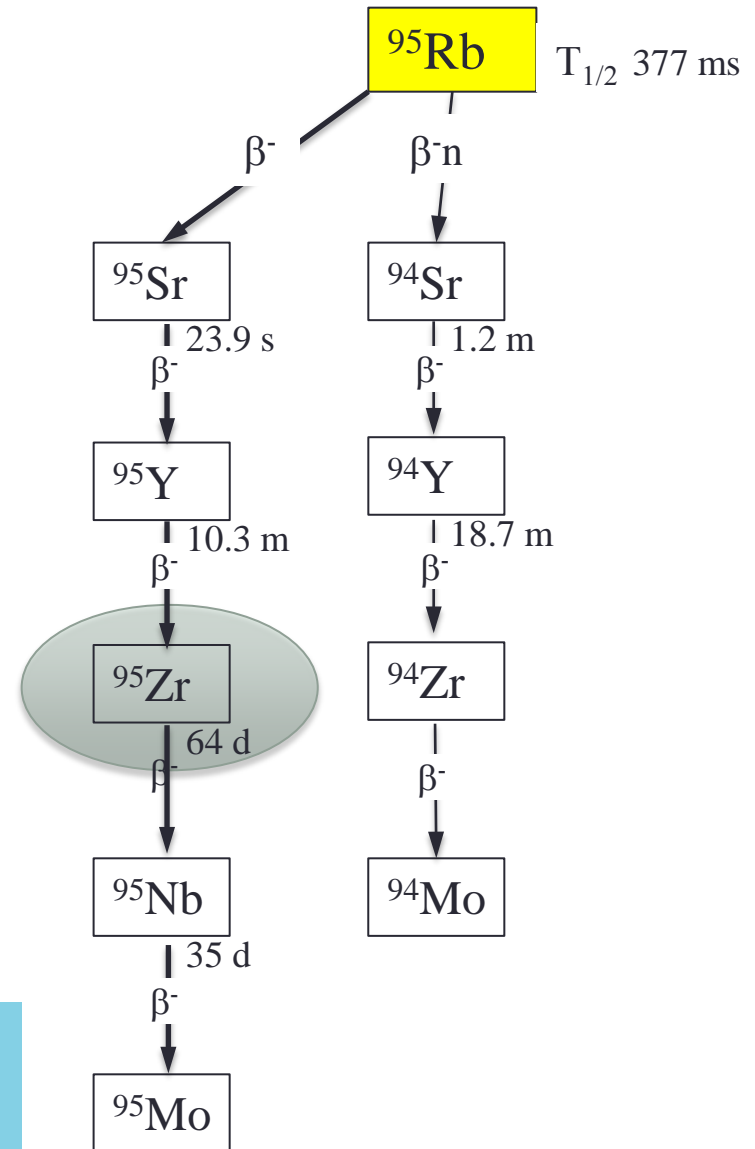 ⁹⁵Rb
T₁/₂ 377 ms
β⁻
β⁻n
⁹⁵Sr
⁹⁴Sr
23.9 s
1.2 m
β⁻
β⁻
⁹⁵Y
⁹⁴Y
10.3 m
18.7 m
β⁻
β⁻
⁹⁵Zr
⁹⁴Zr
64 d
β⁻
β⁻
⁹⁵Nb
⁹⁴Mo
35 d
β⁻
⁹⁵Mo